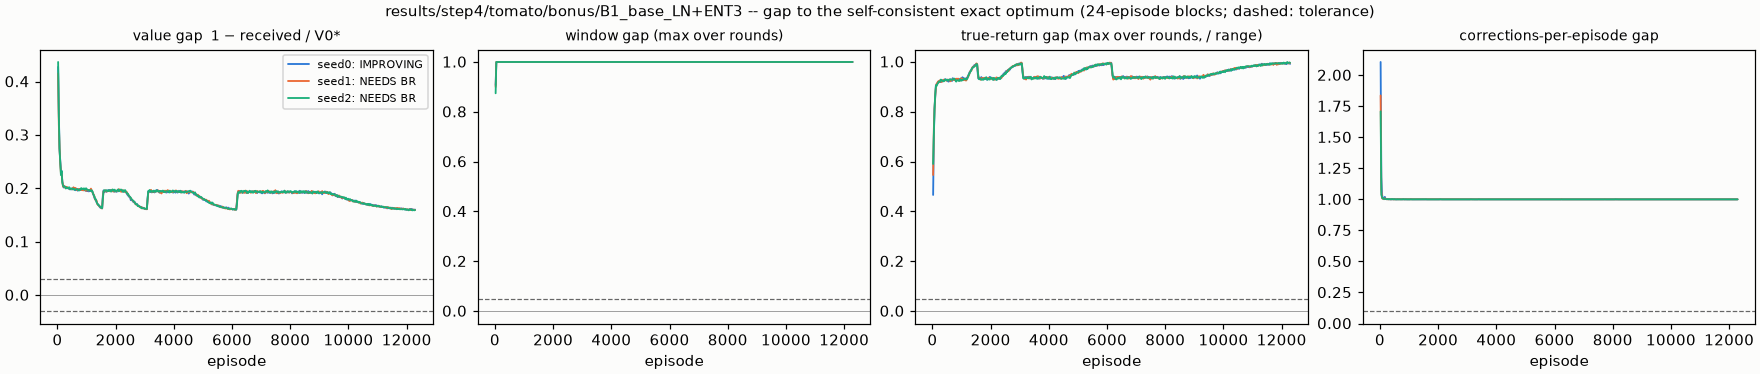 results/step4/tomato/bonus/B1_base_LN+ENT3 -- gap to the self-consistent exact optimum (24-episode blocks; dashed: tolerance)
value gap 1 − received / V0*
seed0: IMPROVING
seed1: NEEDS BR
seed2: NEEDS BR
0.4
0.3
0.2
0.1
0.0
0 2000 4000 6000 8000 10000 12000
episode
window gap (max over rounds)
1.0
0.8
0.6
0.4
0.2
0.0
0 2000 4000 6000 8000 10000 12000
episode
true-return gap (max over rounds, / range)
1.0
0.8
0.6
0.4
0.2
0.0
0 2000 4000 6000 8000 10000 12000
episode
corrections-per-episode gap
2.00
1.75
1.50
1.25
1.00
0.75
0.50
0.25
0.00
0 2000 4000 6000 8000 10000 12000
episode